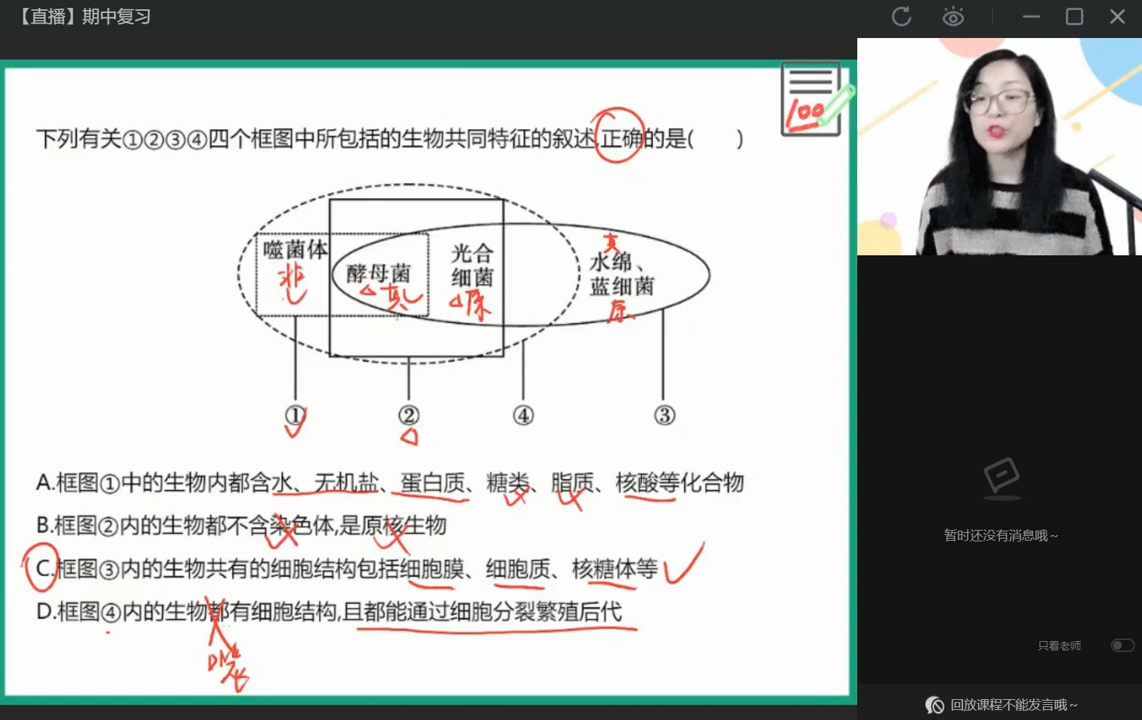 【直播】期中复习
100
下列有关①②③④四个框图中所包括的生物共同特征的叙述,正确的是(　　)
噬菌体
非
酵母菌
真
光合
细菌
原
真
水绵、
蓝细菌
原
①
②
④
③
A.框图①中的生物内都含水、无机盐、蛋白质、糖类、脂质、核酸等化合物
B.框图②内的生物都不含染色体,是原核生物
C.框图③内的生物共有的细胞结构包括细胞膜、细胞质、核糖体等
D.框图④内的生物都有细胞结构,且都能通过细胞分裂繁殖后代
暂时还没有消息哦~
只看老师
回放课程不能发言哦~